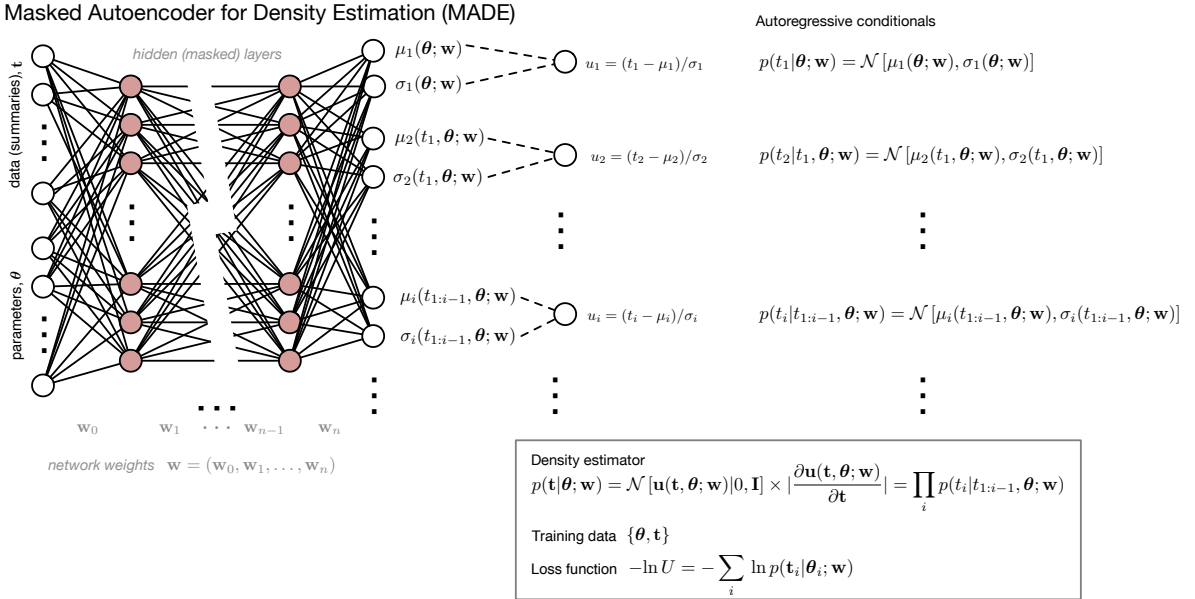 Masked Autoencoder for Density Estimation (MADE)
Autoregressive conditionals
hidden (masked) layers
data (summaries), t
parameters, θ
μ₁(θ; w)
σ₁(θ; w)
u₁ = (t₁ − μ₁)/σ₁
p(t₁|θ; w) = 𝒩 [μ₁(θ; w), σ₁(θ; w)]
μ₂(t₁, θ; w)
σ₂(t₁, θ; w)
u₂ = (t₂ − μ₂)/σ₂
p(t₂|t₁, θ; w) = 𝒩 [μ₂(t₁, θ; w), σ₂(t₁, θ; w)]
μᵢ(t₁:ᵢ₋₁, θ; w)
σᵢ(t₁:ᵢ₋₁, θ; w)
uᵢ = (tᵢ − μᵢ)/σᵢ
p(tᵢ|t₁:ᵢ₋₁, θ; w) = 𝒩 [μᵢ(t₁:ᵢ₋₁, θ; w), σᵢ(t₁:ᵢ₋₁, θ; w)]
w₀ w₁ ··· wₙ₋₁ wₙ
network weights w = (w₀, w₁, . . . , wₙ)
Density estimator
p(t|θ; w) = 𝒩 [u(t, θ; w)|0, I] × |∂u(t, θ; w)/∂t| = ∏ᵢ p(tᵢ|t₁:ᵢ₋₁, θ; w)
Training data {θ, t}
Loss function −ln U = −∑ᵢ ln p(tᵢ|θᵢ; w)